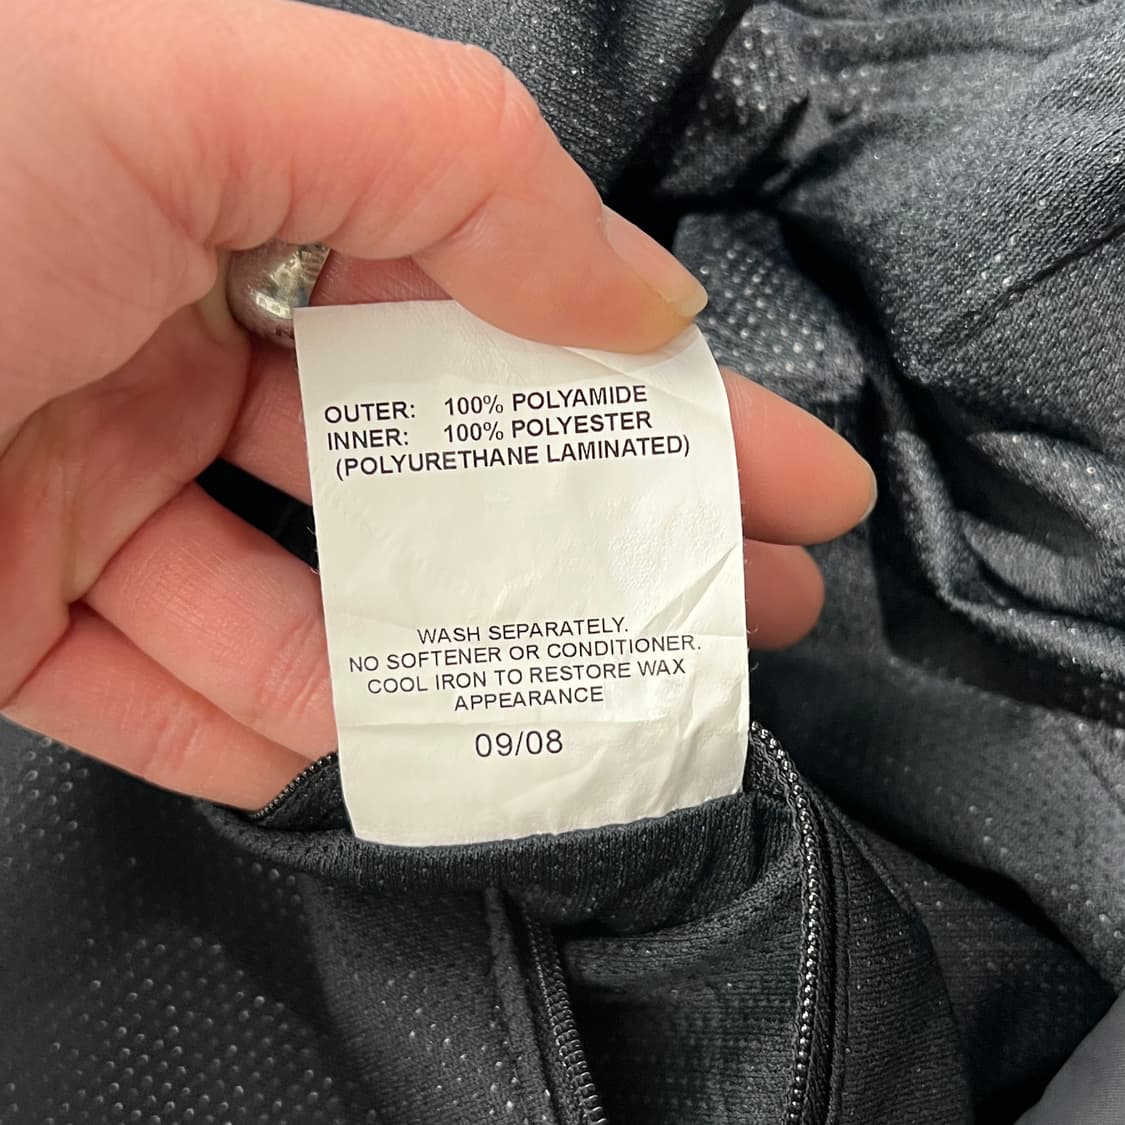 OUTER: 100% POLYAMIDE
INNER: 100% POLYESTER
(POLYURETHANE LAMINATED)
WASH SEPARATELY.
NO SOFTENER OR CONDITIONER.
COOL IRON TO RESTORE WAX
APPEARANCE
09/08